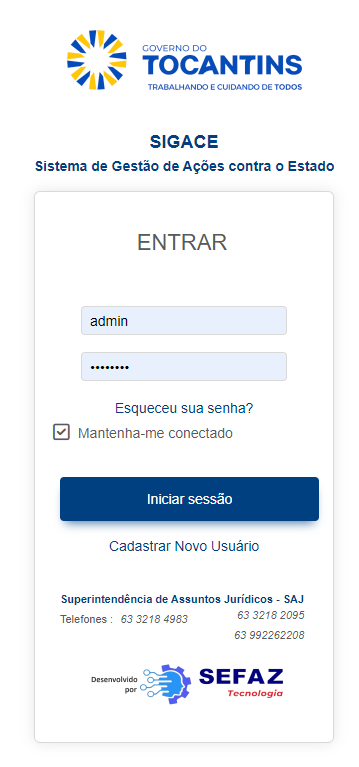 GOVERNO DO
TOCANTINS
TRABALHANDO E CUIDANDO DE TODOS
SIGACE
Sistema de Gestão de Ações contra o Estado
ENTRAR
admin
••••••••
Esqueceu sua senha?
Mantenha-me conectado
Iniciar sessão
Cadastrar Novo Usuário
Superintendência de Assuntos Jurídicos - SAJ
Telefones : 63 3218 4983 63 3218 2095
63 992262208
Desenvolvido
por
SEFAZ
Tecnologia